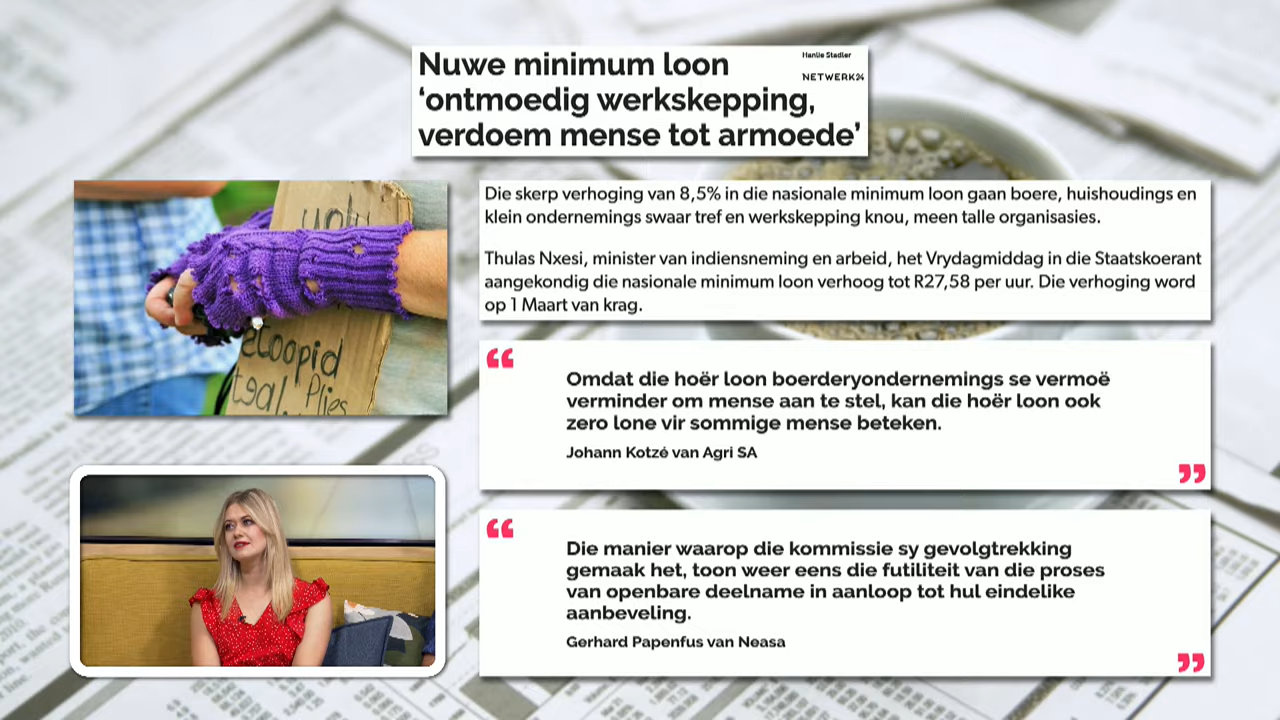 Nuwe minimum loon
‘ontmoedig werkskepping,
verdoem mense tot armoede’
Hanlie Stadler
NETWERK24
Die skerp verhoging van 8,5% in die nasionale minimum loon gaan boere, huishoudings en
klein ondernemings swaar tref en werkskepping knou, meen talle organisasies.
Thulas Nxesi, minister van indiensneming en arbeid, het Vrydagmiddag in die Staatskoerant
aangekondig die nasionale minimum loon verhoog tot R27,58 per uur. Die verhoging word
op 1 Maart van krag.
ugly
stoopid
Plies
“
Omdat die hoër loon boerderyondernemings se vermoë
verminder om mense aan te stel, kan die hoër loon ook
zero lone vir sommige mense beteken.
Johann Kotzé van Agri SA
”
“
Die manier waarop die kommissie sy gevolgtrekking
gemaak het, toon weer eens die futiliteit van die proses
van openbare deelname in aanloop tot hul eindelike
aanbeveling.
Gerhard Papenfus van Neasa
”